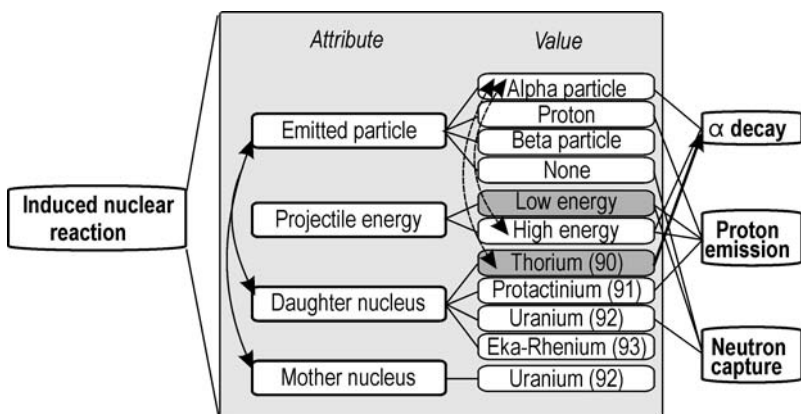 Attribute
Value
Alpha particle
Proton
Emitted particle
Beta particle
α decay
None
Induced nuclear
reaction
Projectile energy
Low energy
High energy
Proton
emission
Thorium (90)
Daughter nucleus
Protactinium (91)
Uranium (92)
Eka-Rhenium (93)
Neutron
capture
Mother nucleus
Uranium (92)